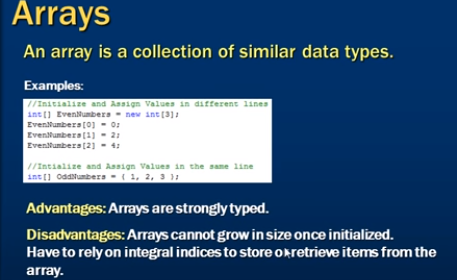 Arrays
An array is a collection of similar data types.
Examples:
//Initialize and Assign Values in different lines
int[] EvenNumbers = new int[3];
EvenNumbers[0] = 0;
EvenNumbers[1] = 2;
EvenNumbers[2] = 4;
//Intialize and Assign Values in the same line
int[] OddNumbers = { 1, 2, 3 };
Advantages: Arrays are strongly typed.
Disadvantages: Arrays cannot grow in size once initialized.
Have to rely on integral indices to store or retrieve items from the
array.